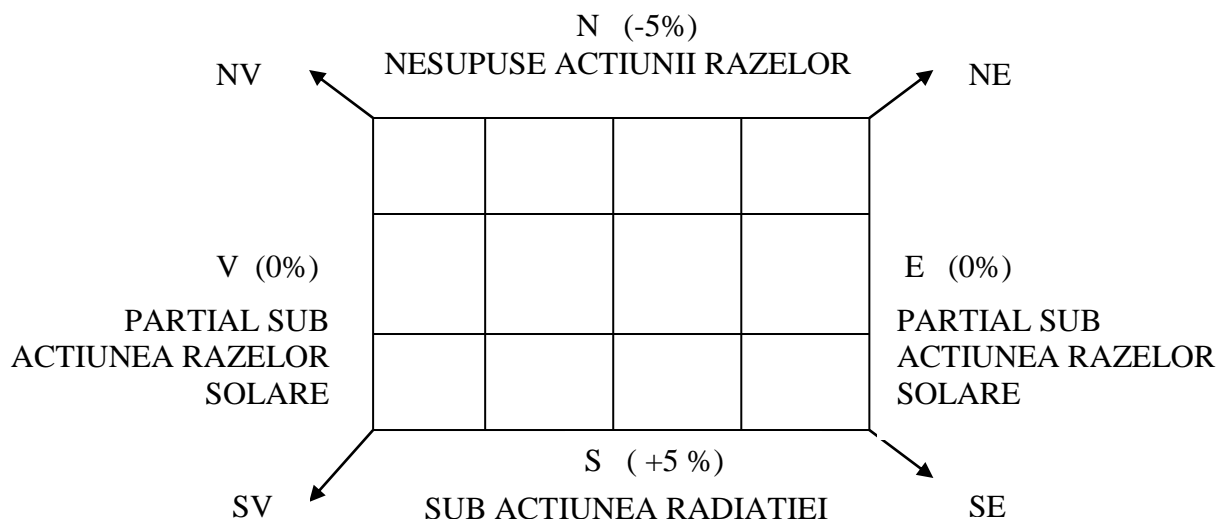 N (-5%)
NESUPUSE ACTIUNII RAZELOR
NV
NE
V (0%)
PARTIAL SUB
ACTIUNEA RAZELOR
SOLARE
E (0%)
PARTIAL SUB
ACTIUNEA RAZELOR
SOLARE
S ( +5 %)
SUB ACTIUNEA RADIATIEI
SV
SE